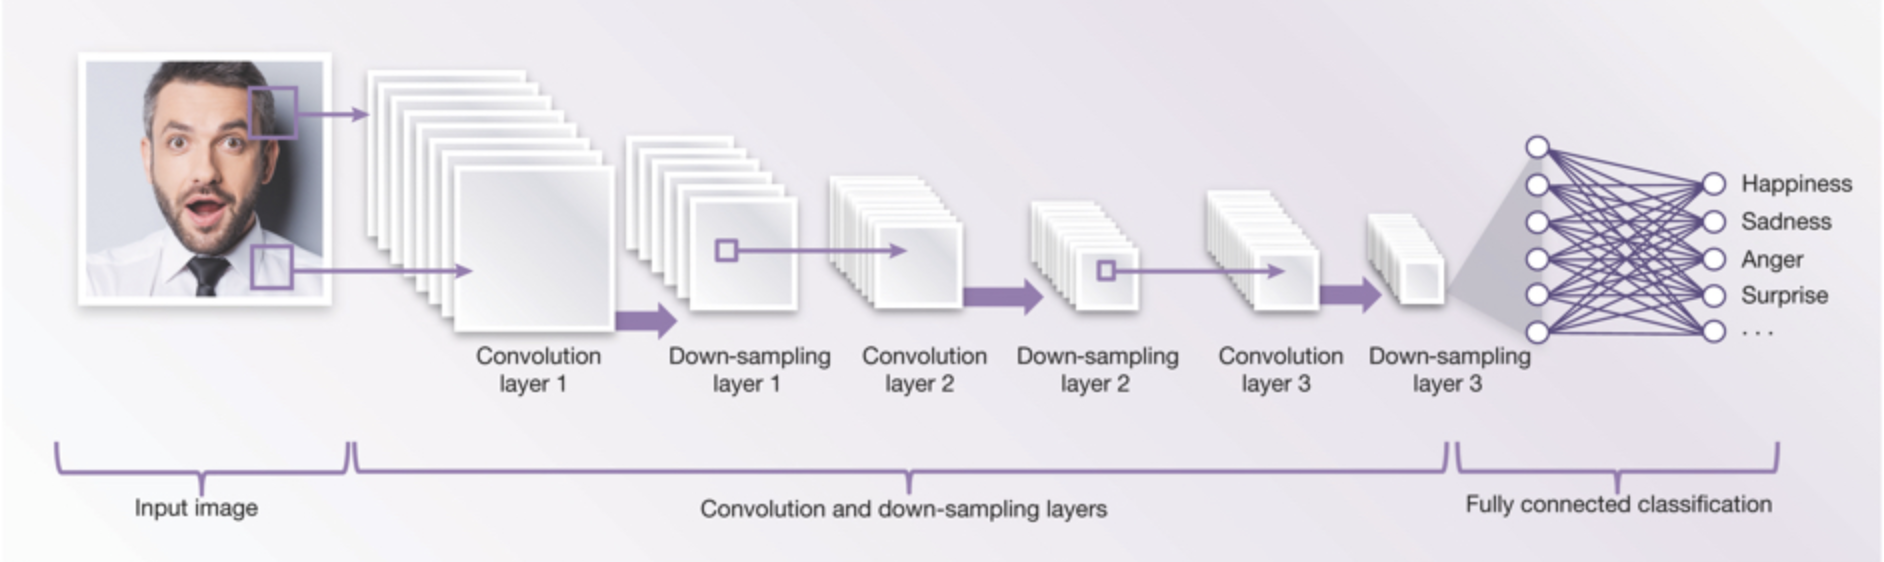 Happiness
Sadness
Anger
Surprise
. . .
Convolution
layer 1
Down-sampling
layer 1
Convolution
layer 2
Down-sampling
layer 2
Convolution
layer 3
Down-sampling
layer 3
Input image
Convolution and down-sampling layers
Fully connected classification